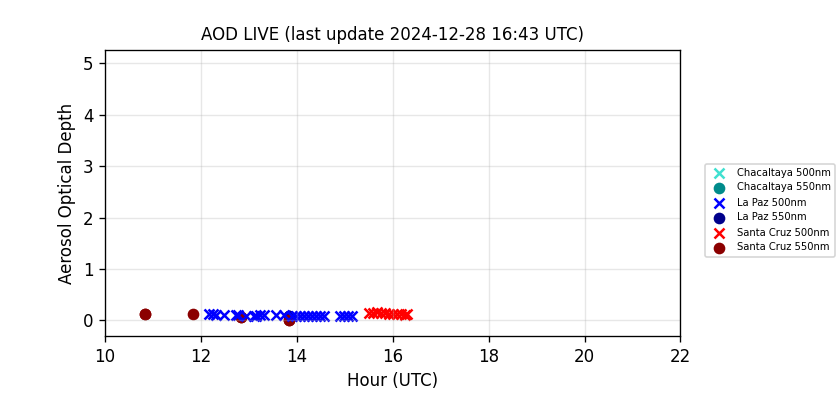 AOD LIVE (last update 2024-12-28 16:43 UTC)
5
4
3
2
1
0
Aerosol Optical Depth
10 12 14 16 18 20 22
Hour (UTC)
Chacaltaya 500nm
Chacaltaya 550nm
La Paz 500nm
La Paz 550nm
Santa Cruz 500nm
Santa Cruz 550nm